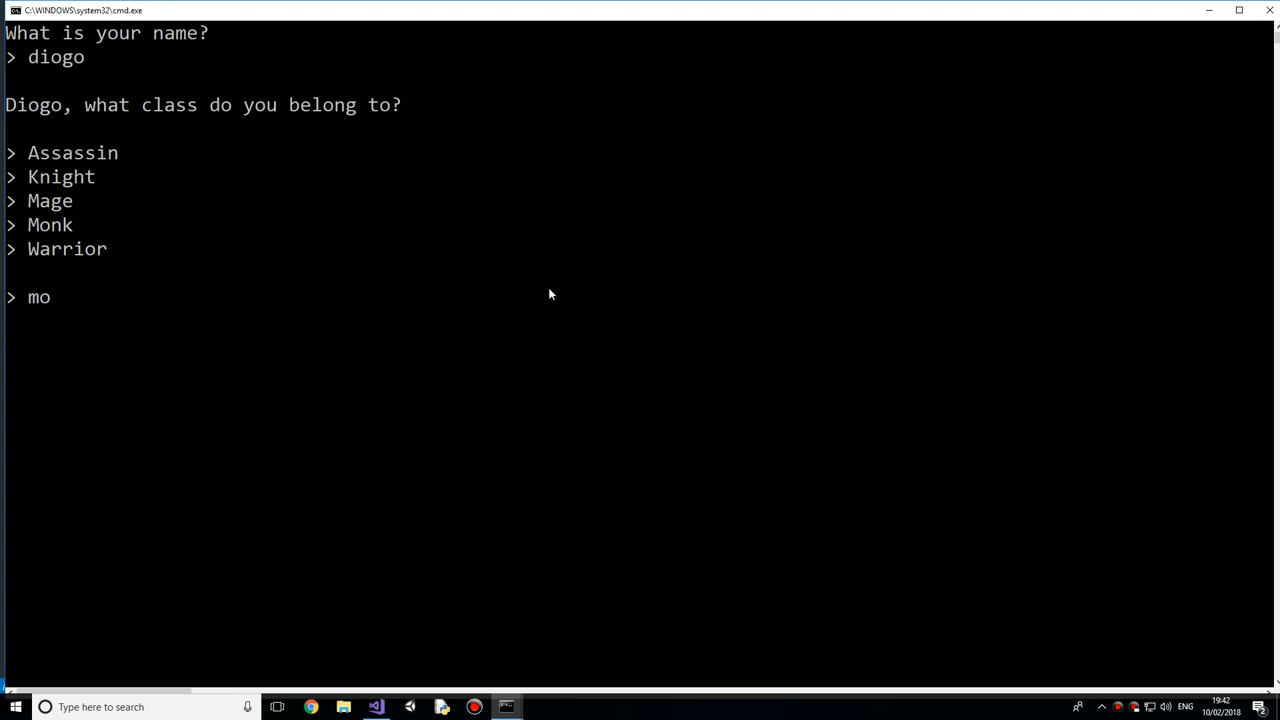 C:\WINDOWS\system32\cmd.exe
What is your name?
> diogo
Diogo, what class do you belong to?
> Assassin
> Knight
> Mage
> Monk
> Warrior
> mo
Type here to search
ENG
19:42
10/02/2018
2